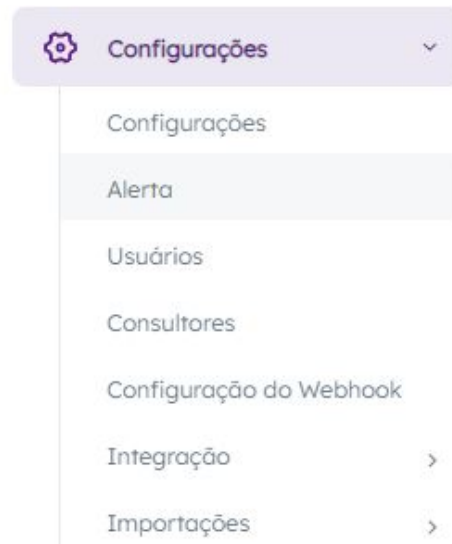 Configurações
Configurações
Alerta
Usuários
Consultores
Configuração do Webhook
Integração
Importações